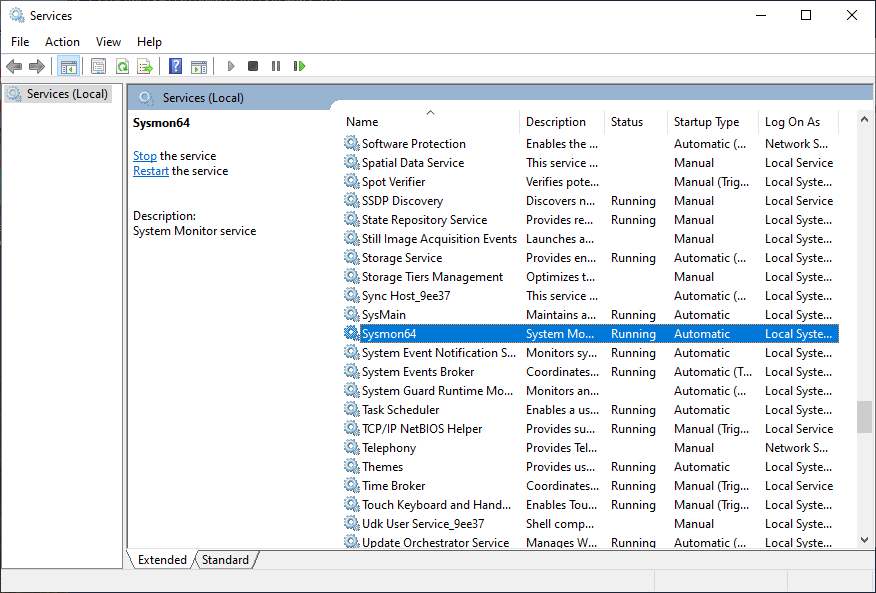 Services
File Action View Help
Services (Local)
Services (Local)
Sysmon64
Stop the service
Restart the service
Description:
System Monitor service
Name Description Status Startup Type Log On As
Software Protection Enables the ... Automatic (... Network S...
Spatial Data Service This service ... Manual Local Service
Spot Verifier Verifies pote... Manual (Trig... Local Syste...
SSDP Discovery Discovers n... Running Manual Local Service
State Repository Service Provides re... Running Manual Local Syste...
Still Image Acquisition Events Launches a... Manual Local Syste...
Storage Service Provides en... Running Automatic (... Local Syste...
Storage Tiers Management Optimizes t... Manual Local Syste...
Sync Host_9ee37 This service ... Automatic (... Local Syste...
SysMain Maintains a... Running Automatic Local Syste...
Sysmon64 System Mo... Running Automatic Local Syste...
System Event Notification S... Monitors sy... Running Automatic Local Syste...
System Events Broker Coordinates... Running Automatic (T... Local Syste...
System Guard Runtime Mo... Monitors an... Automatic (... Local Syste...
Task Scheduler Enables a us... Running Automatic Local Syste...
TCP/IP NetBIOS Helper Provides su... Running Manual (Trig... Local Service
Telephony Provides Tel... Manual Network S...
Themes Provides us... Running Automatic Local Syste...
Time Broker Coordinates... Running Manual (Trig... Local Service
Touch Keyboard and Hand... Enables Tou... Running Manual (Trig... Local Syste...
Udk User Service_9ee37 Shell comp... Manual Local Syste...
Update Orchestrator Service Manages W... Running Automatic (... Local Syste...
Extended Standard